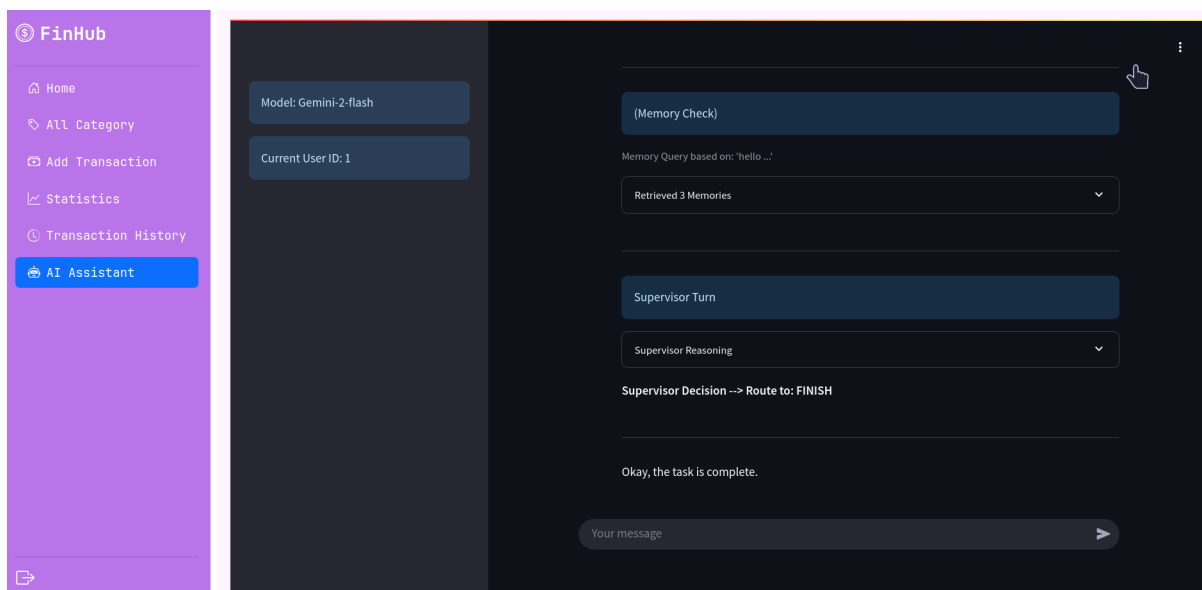 FinHub
Home
All Category
Add Transaction
Statistics
Transaction History
AI Assistant
Model: Gemini-2-flash
Current User ID: 1
(Memory Check)
Memory Query based on: 'hello ...'
Retrieved 3 Memories
Supervisor Turn
Supervisor Reasoning
Supervisor Decision --> Route to: FINISH
Okay, the task is complete.
Your message